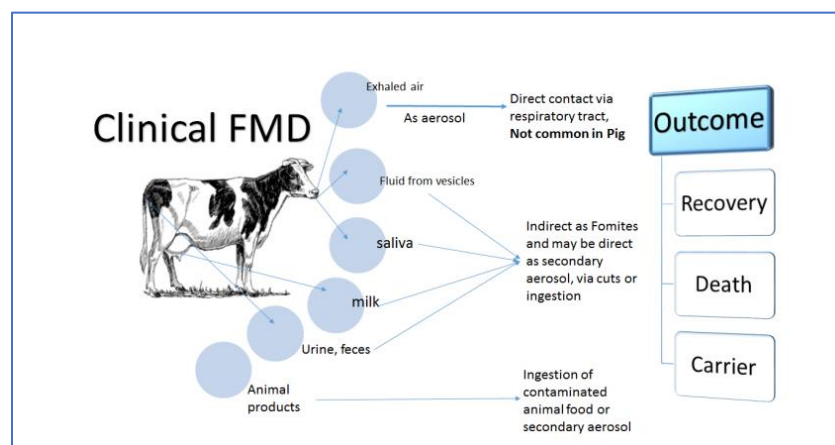 Clinical FMD
Exhaled air
As aerosol
Direct contact via
respiratory tract,
Not common in Pig
Fluid from vesicles
saliva
milk
Urine, feces
Indirect as Fomites
and may be direct
as secondary
aerosol, via cuts or
ingestion
Animal
products
Ingestion of
contaminated
animal food or
secondary aerosol
Outcome
Recovery
Death
Carrier